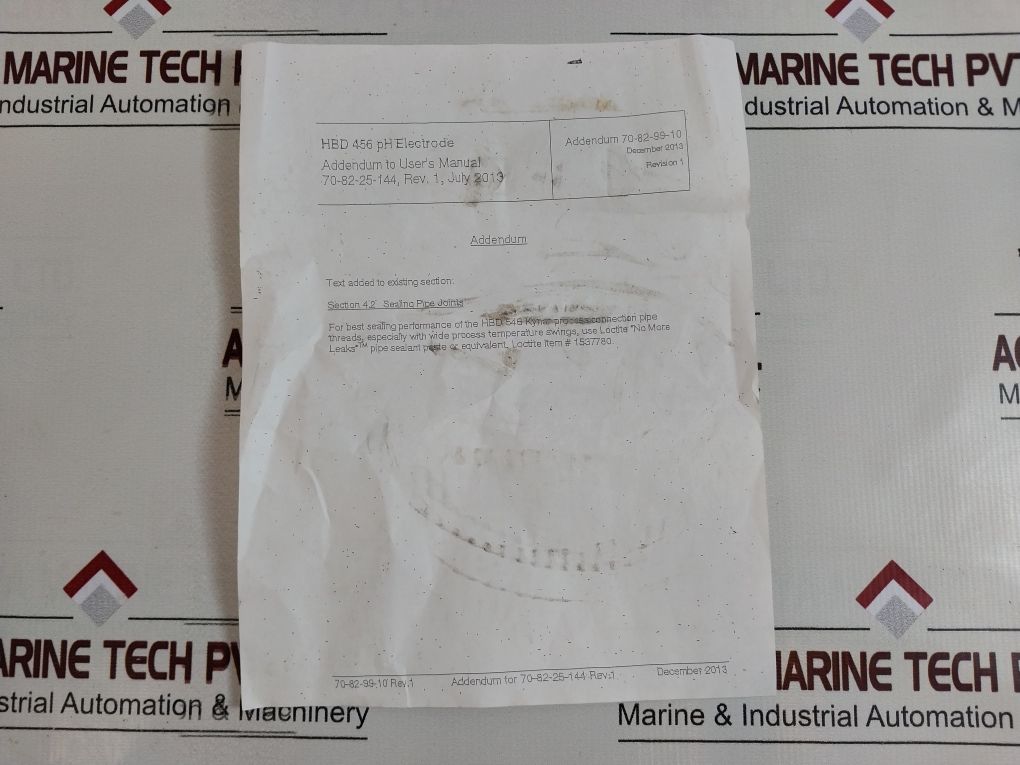 MARINE TECH
ndustrial Automation
MARINE TECH PVT
dustrial Automation & M
HBD 456 pH Electrode
Addendum to User's Manual
70-82-25-144, Rev. 1, July 2013
Addendum 70-82-99-10
December 2013
Revision 1
Addendum
Text added to existing section:
Section 4.2 Sealing Pipe Joints
For best sealing performance of the HBD 546 Kynar process connection pipe
threads, especially with wide process temperature swings, use Loctite "No More
Leaks"™ pipe sealant paste or equivalent, Loctite item # 1537780.
A
M
AC
M
70-82-99-10 Rev.1
Addendum for 70-82-25-144 Rev.1
December 2013
ARINE TECH PV
strial Automation & Machinery
ARINE TECH P
Marine & Industrial Automation